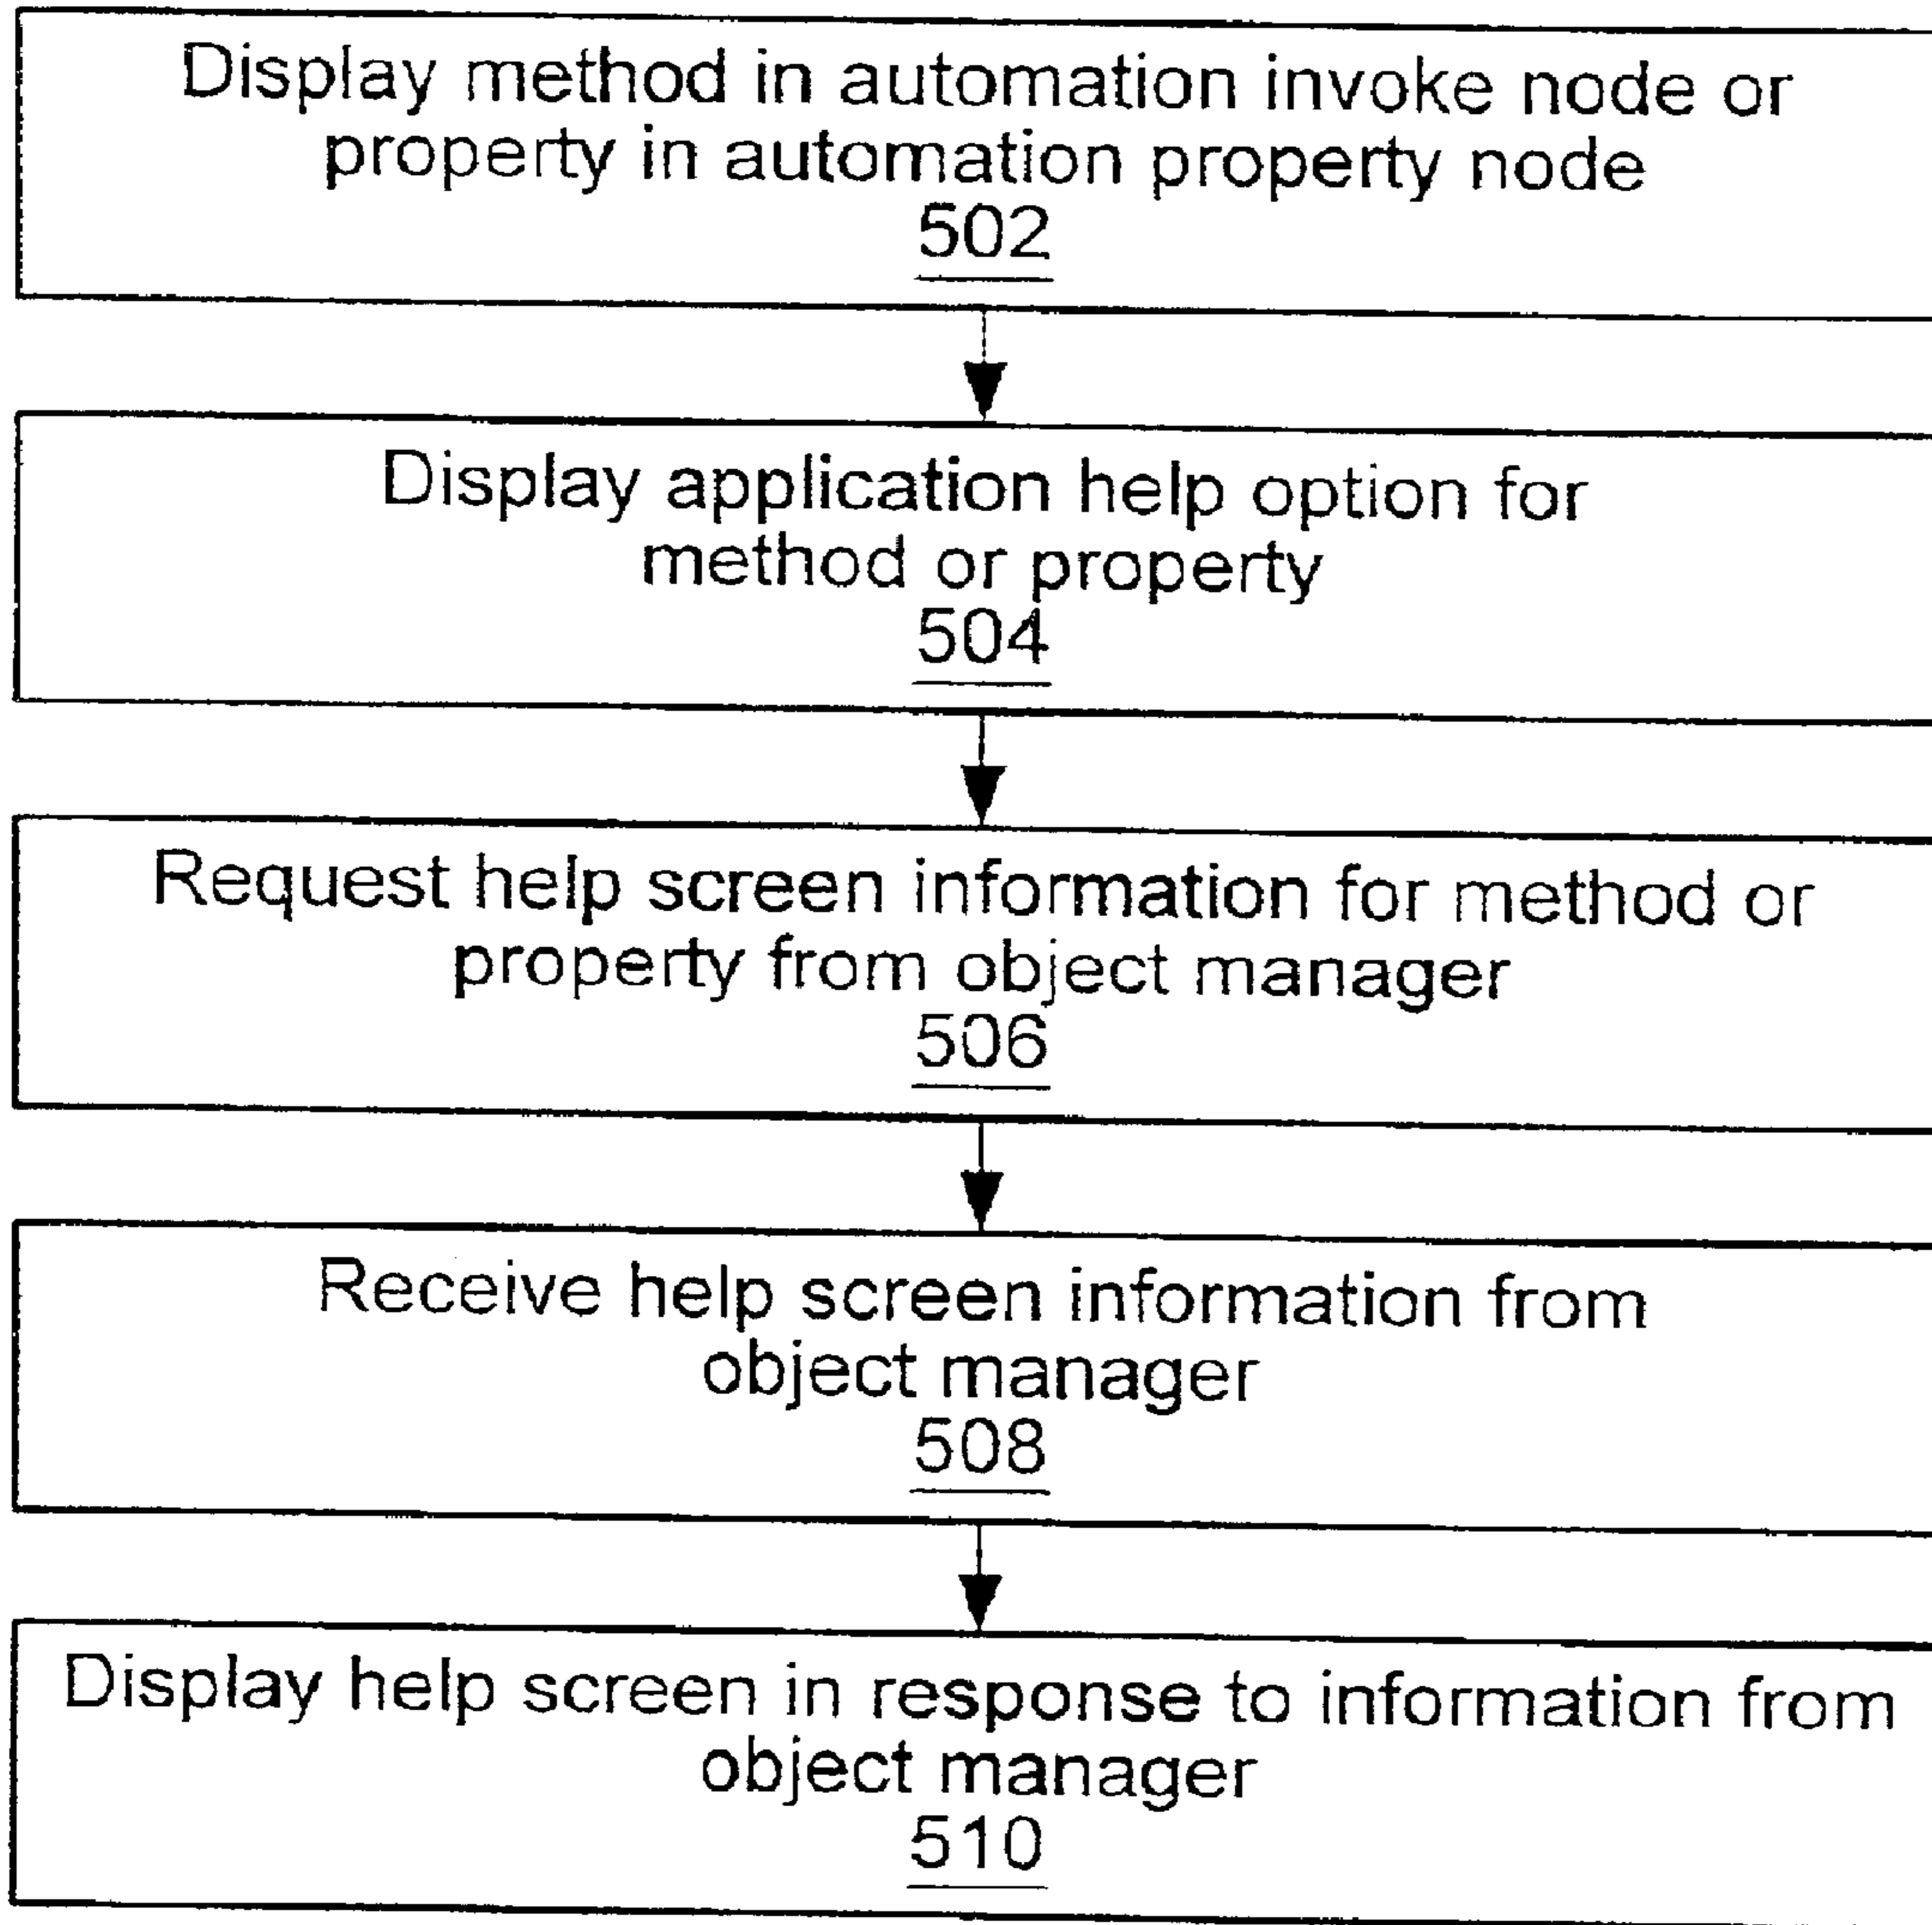 Display method in automation invoke node or
property in automation property node
502
Display application help option for
method or property
504
Request help screen information for method or
property from object manager
506
Receive help screen information from
object manager
508
Display help screen in response to information from
object manager
510